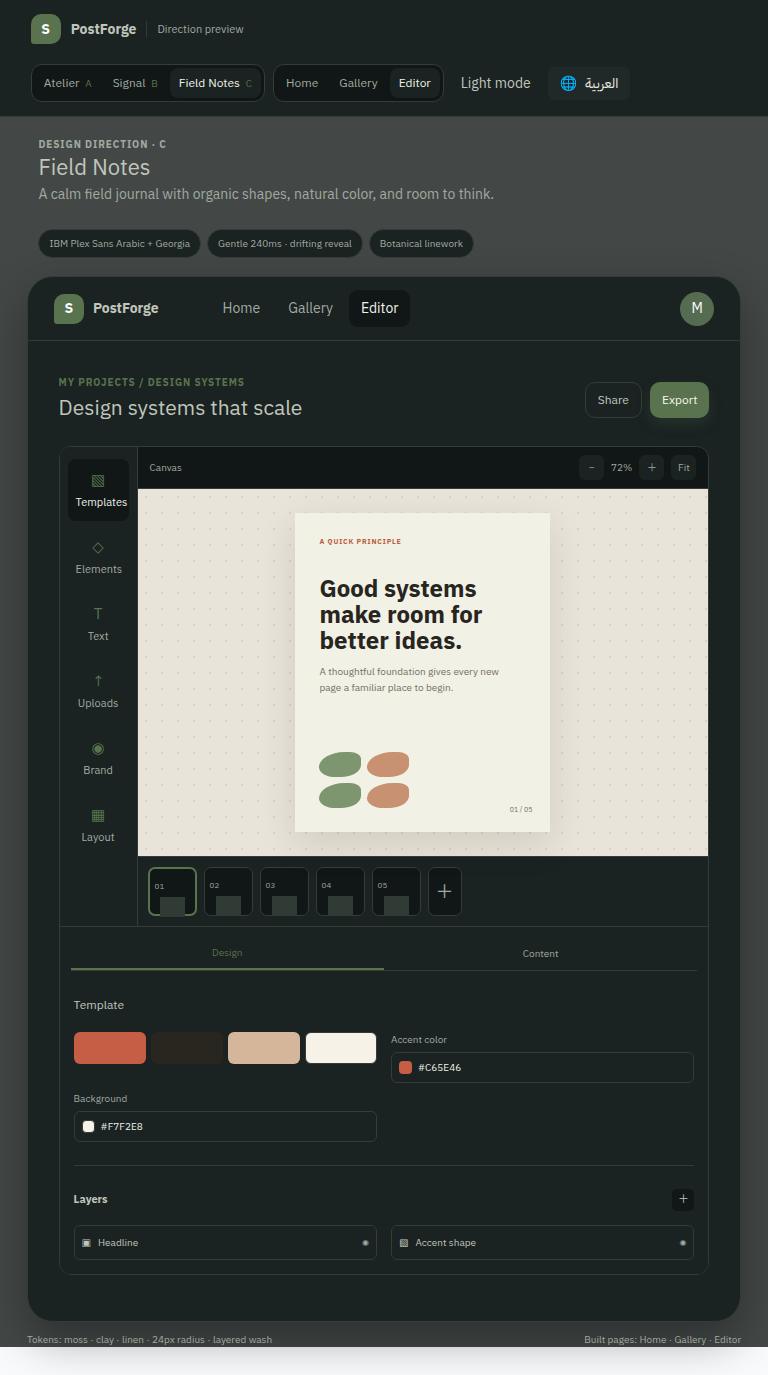 S PostForge Direction preview
Atelier A Signal B Field Notes C Home Gallery Editor Light mode 🌐 العربية
DESIGN DIRECTION · C
Field Notes
A calm field journal with organic shapes, natural color, and room to think.
IBM Plex Sans Arabic + Georgia Gentle 240ms · drifting reveal Botanical linework
S PostForge Home Gallery Editor M
MY PROJECTS / DESIGN SYSTEMS
Design systems that scale
Share Export
Templates
Elements
T
Text
Uploads
Brand
Layout
Canvas − 72% + Fit
A QUICK PRINCIPLE
Good systems
make room for
better ideas.
A thoughtful foundation gives every new
page a familiar place to begin.
01 / 05
01 02 03 04 05 +
Design Content
Template
Accent color
#C65E46
Background
#F7F2E8
Layers +
Headline Accent shape
Tokens: moss · clay · linen · 24px radius · layered wash Built pages: Home · Gallery · Editor